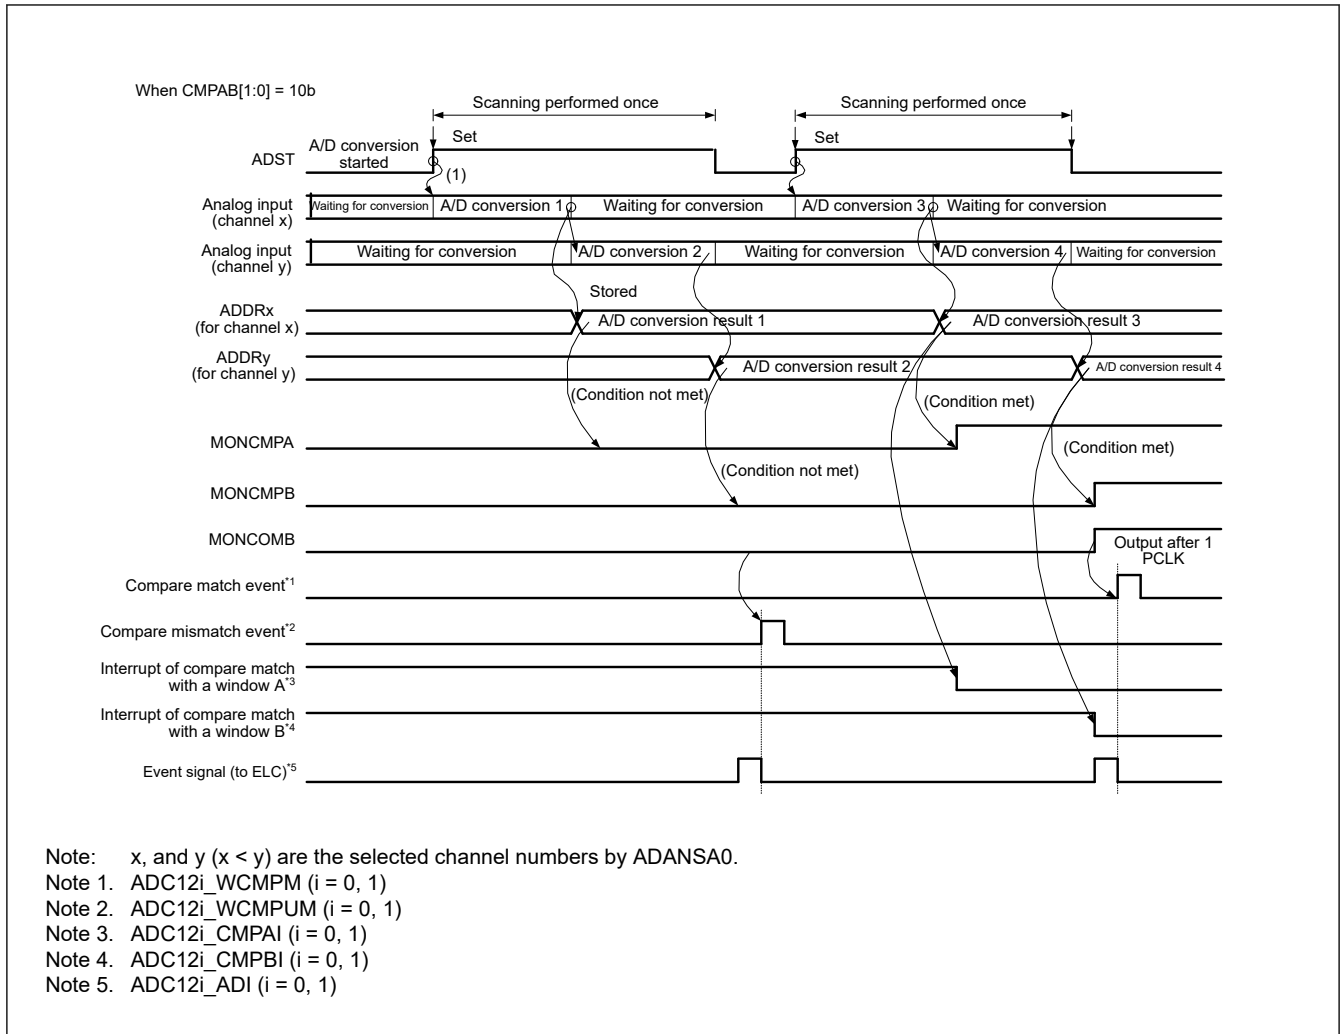 When CMPAB[1:0] = 10b
Scanning performed once
Scanning performed once
ADST
A/D conversion
started
Set
Set
(1)
Analog input
(channel x)
Waiting for conversion
A/D conversion 1
Waiting for conversion
A/D conversion 3
Waiting for conversion
Analog input
(channel y)
Waiting for conversion
A/D conversion 2
Waiting for conversion
A/D conversion 4
Waiting for conversion
Stored
ADDRx
(for channel x)
A/D conversion result 1
A/D conversion result 3
ADDRy
(for channel y)
A/D conversion result 2
A/D conversion result 4
(Condition not met)
(Condition met)
MONCMPA
(Condition met)
(Condition not met)
MONCMPB
MONCOMB
Output after 1
PCLK
Compare match event*1
Compare mismatch event*2
Interrupt of compare match
with a window A*3
Interrupt of compare match
with a window B*4
Event signal (to ELC)*5
Note: x, and y (x < y) are the selected channel numbers by ADANSA0.
Note 1. ADC12i_WCMPM (i = 0, 1)
Note 2. ADC12i_WCMPUM (i = 0, 1)
Note 3. ADC12i_CMPAI (i = 0, 1)
Note 4. ADC12i_CMPBI (i = 0, 1)
Note 5. ADC12i_ADI (i = 0, 1)